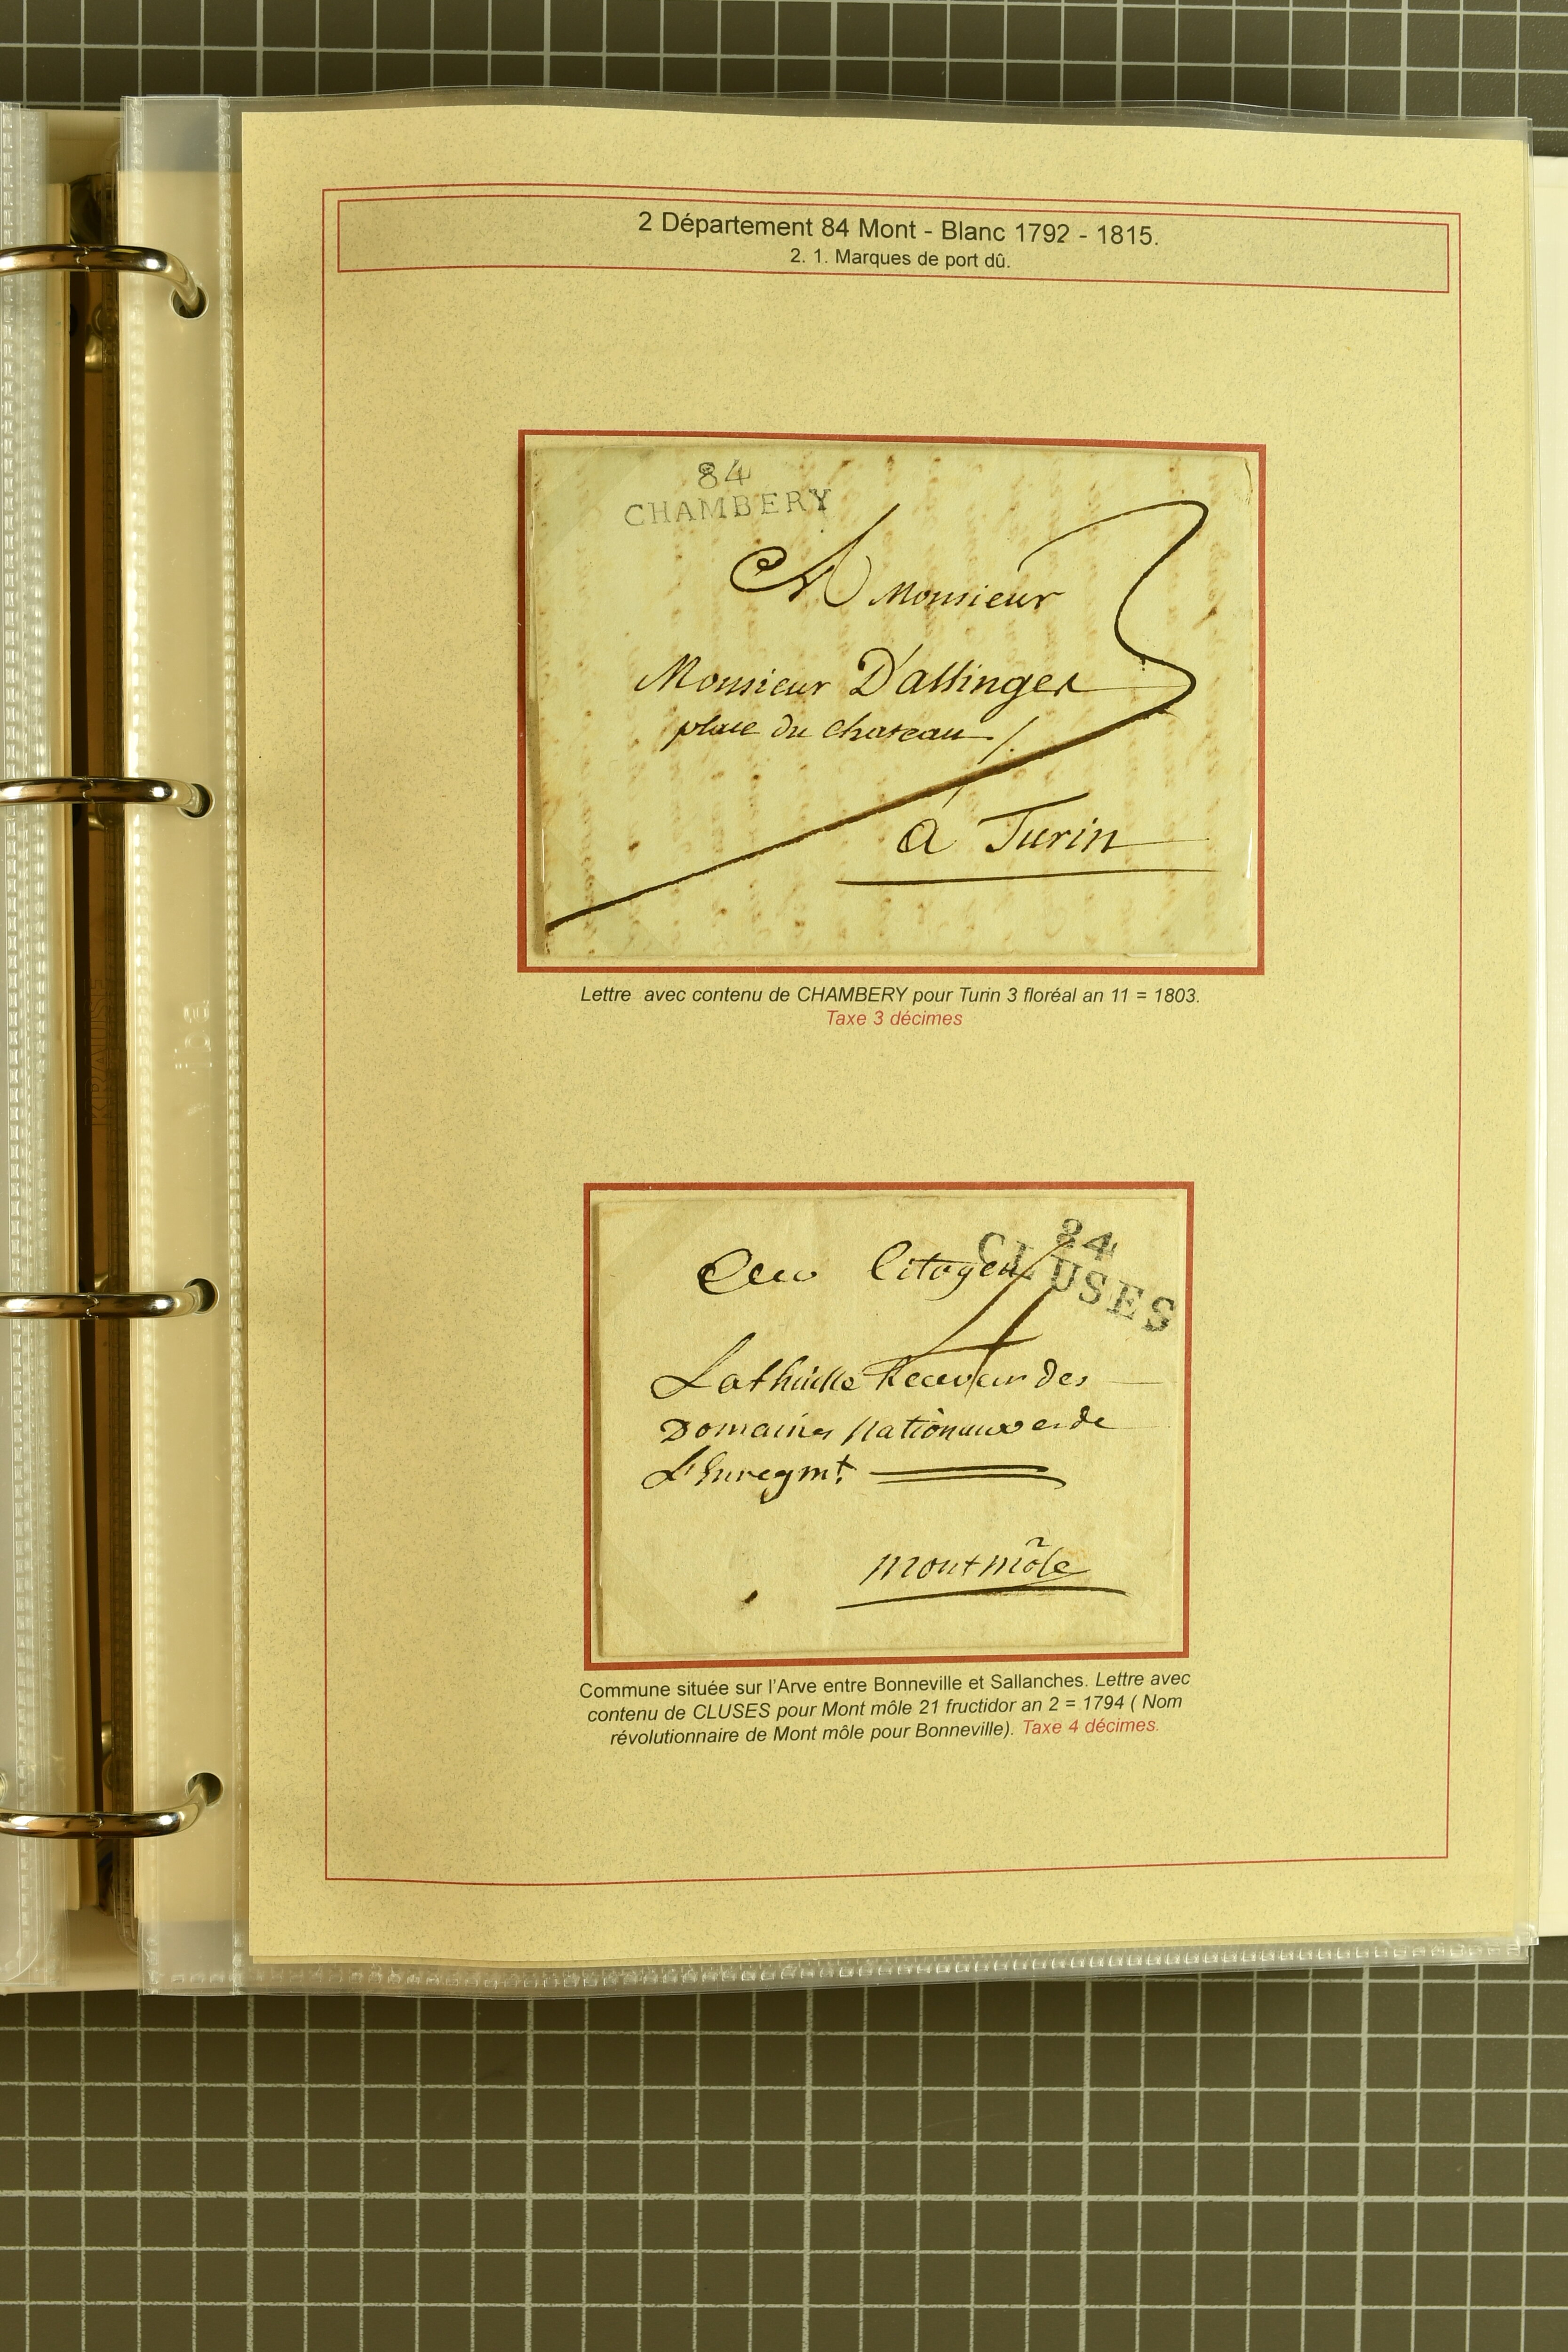 2 Département 84 Mont - Blanc 1792 - 1815.
2. 1. Marques de port dû.
84
CHAMBERY
A Monsieur
Monsieur D'allinges
place du chateau /.
à Turin
3
Lettre  avec contenu de CHAMBERY pour Turin 3 floréal an 11 = 1803.
Taxe 3 décimes
84
CLUSES
Au Citoyen
4
Receveur des
Domaines Nationaux et de
L'Enregmt.
Montmôle
Commune située sur l'Arve entre Bonneville et Sallanches. Lettre avec
contenu de CLUSES pour Mont môle 21 fructidor an 2 = 1794 ( Nom
révolutionnaire de Mont môle pour Bonneville). Taxe 4 décimes.